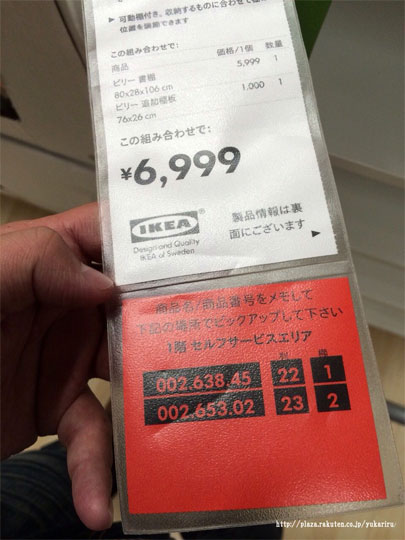 ▶ 可動棚付き。収納するものに合わせて棚
位置を調節できます
この組み合わせで:
商品 価格/1個 数量
ビリー 書棚 5.999 1
80x28x106 cm
ビリー 追加棚板 1.000 1
76x26 cm
この組み合わせで:
¥6,999
IKEA
Design and Quality
IKEA of Sweden
製品情報は裏
面にございます ▶
商品名/商品番号をメモして
下記の場所でピックアップして下さい
1階 セルフサービスエリア
列 棚
002.638.45 22 1
002.653.02 23 2
http://plaza.rakuten.co.jp/yukariru/